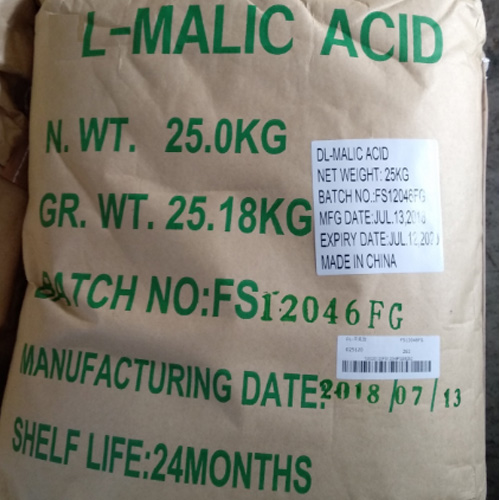 L-MALIC ACID
N. WT. 25.0KG
GR. WT. 25.18KG
BATCH NO:FS12046FG
MANUFACTURING DATE:2018/07/13
SHELF LIFE:24MONTHS
DL-MALIC ACID
NET WEIGHT: 25KG
BATCH NO.:FS12046FG
MFG DATE:JUL.13,2018
EXPIRY DATE:JUL.12,2020
MADE IN CHINA